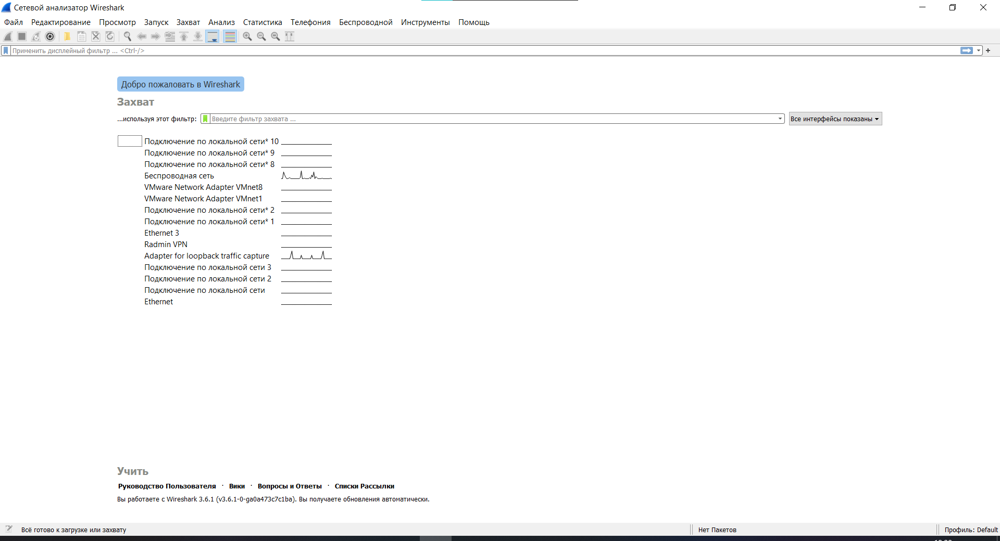 Сетевой анализатор Wireshark
Файл Редактирование Просмотр Запуск Захват Анализ Статистика Телефония Беспроводной Инструменты Помощь
Применить дисплейный фильтр ... <Ctrl-/>
Добро пожаловать в Wireshark
Захват
...используя этот фильтр: Введите фильтр захвата ... Все интерфейсы показаны
Подключение по локальной сети* 10
Подключение по локальной сети* 9
Подключение по локальной сети* 8
Беспроводная сеть
VMware Network Adapter VMnet8
VMware Network Adapter VMnet1
Подключение по локальной сети* 2
Подключение по локальной сети* 1
Ethernet 3
Radmin VPN
Adapter for loopback traffic capture
Подключение по локальной сети 3
Подключение по локальной сети 2
Подключение по локальной сети
Ethernet
Учить
Руководство Пользователя · Вики · Вопросы и Ответы · Списки Рассылки
Вы работаете с Wireshark 3.6.1 (v3.6.1-0-ga0a473c7c1ba). Вы получаете обновления автоматически.
Всё готово к загрузке или захвату Нет Пакетов Профиль: Default